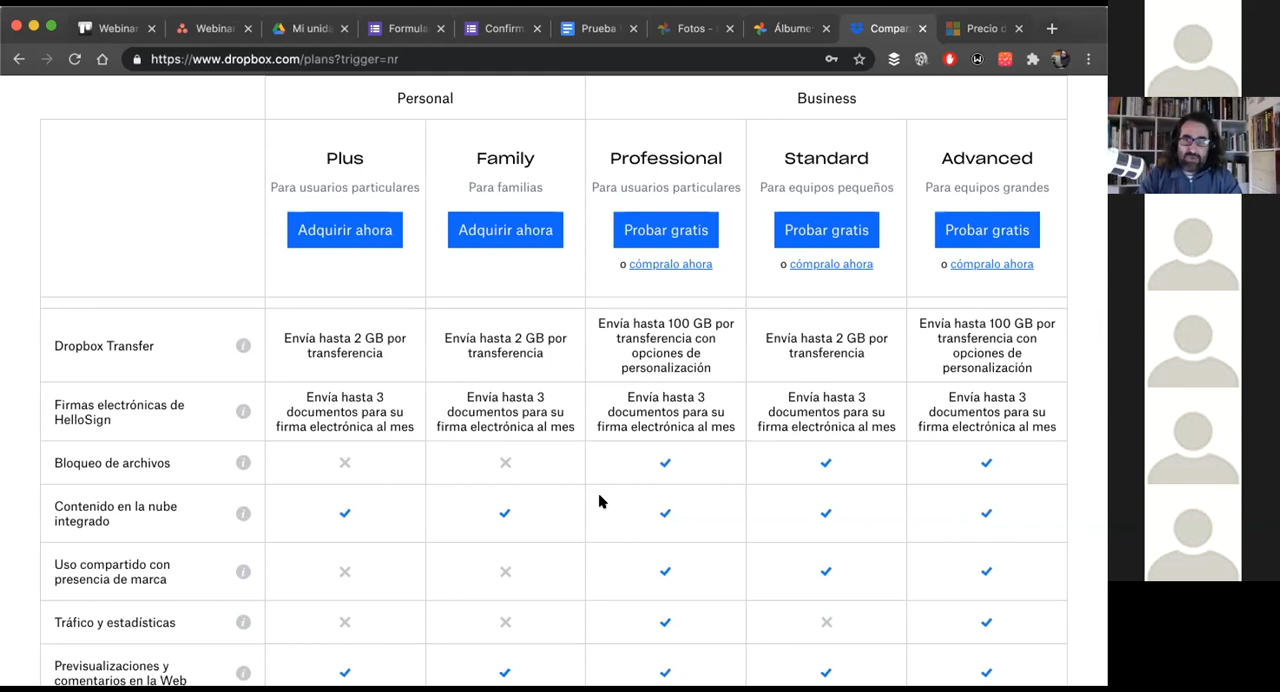 Webinar
Webinar
Mi unida
Formula
Confirm
Prueba
Fotos -
Álbume
Compar
Precio d
https://www.dropbox.com/plans?trigger=nr
Personal
Business
Plus
Family
Professional
Standard
Advanced
Para usuarios particulares
Para familias
Para usuarios particulares
Para equipos pequeños
Para equipos grandes
Adquirir ahora
Adquirir ahora
Probar gratis
Probar gratis
Probar gratis
o cómpralo ahora
o cómpralo ahora
o cómpralo ahora
Dropbox Transfer
Envía hasta 2 GB por
transferencia
Envía hasta 2 GB por
transferencia
Envía hasta 100 GB por
transferencia con
opciones de
personalización
Envía hasta 2 GB por
transferencia
Envía hasta 100 GB por
transferencia con
opciones de
personalización
Firmas electrónicas de
HelloSign
Envía hasta 3
documentos para su
firma electrónica al mes
Envía hasta 3
documentos para su
firma electrónica al mes
Envía hasta 3
documentos para su
firma electrónica al mes
Envía hasta 3
documentos para su
firma electrónica al mes
Envía hasta 3
documentos para su
firma electrónica al mes
Bloqueo de archivos
Contenido en la nube
integrado
Uso compartido con
presencia de marca
Tráfico y estadísticas
Previsualizaciones y
comentarios en la Web